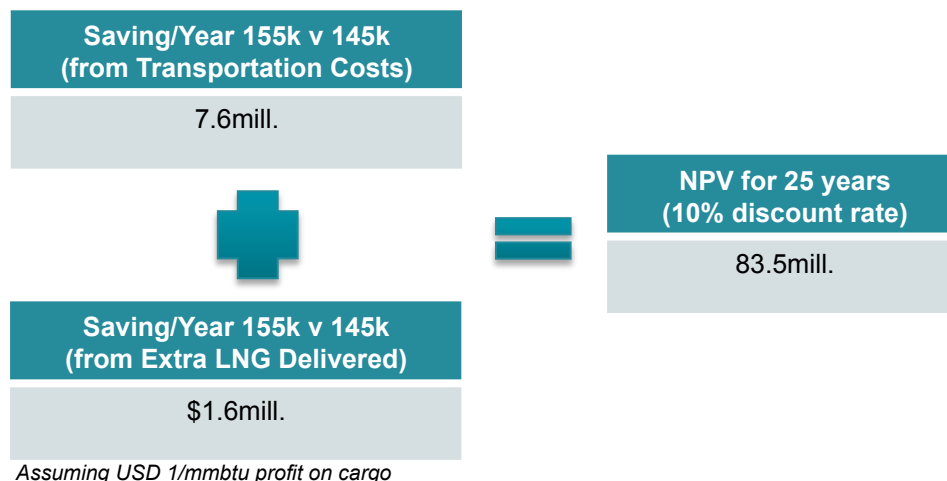 Saving/Year 155k v 145k
(from Transportation Costs)
7.6mill.
NPV for 25 years
(10% discount rate)
83.5mill.
Saving/Year 155k v 145k
(from Extra LNG Delivered)
$1.6mill.
Assuming USD 1/mmbtu profit on cargo